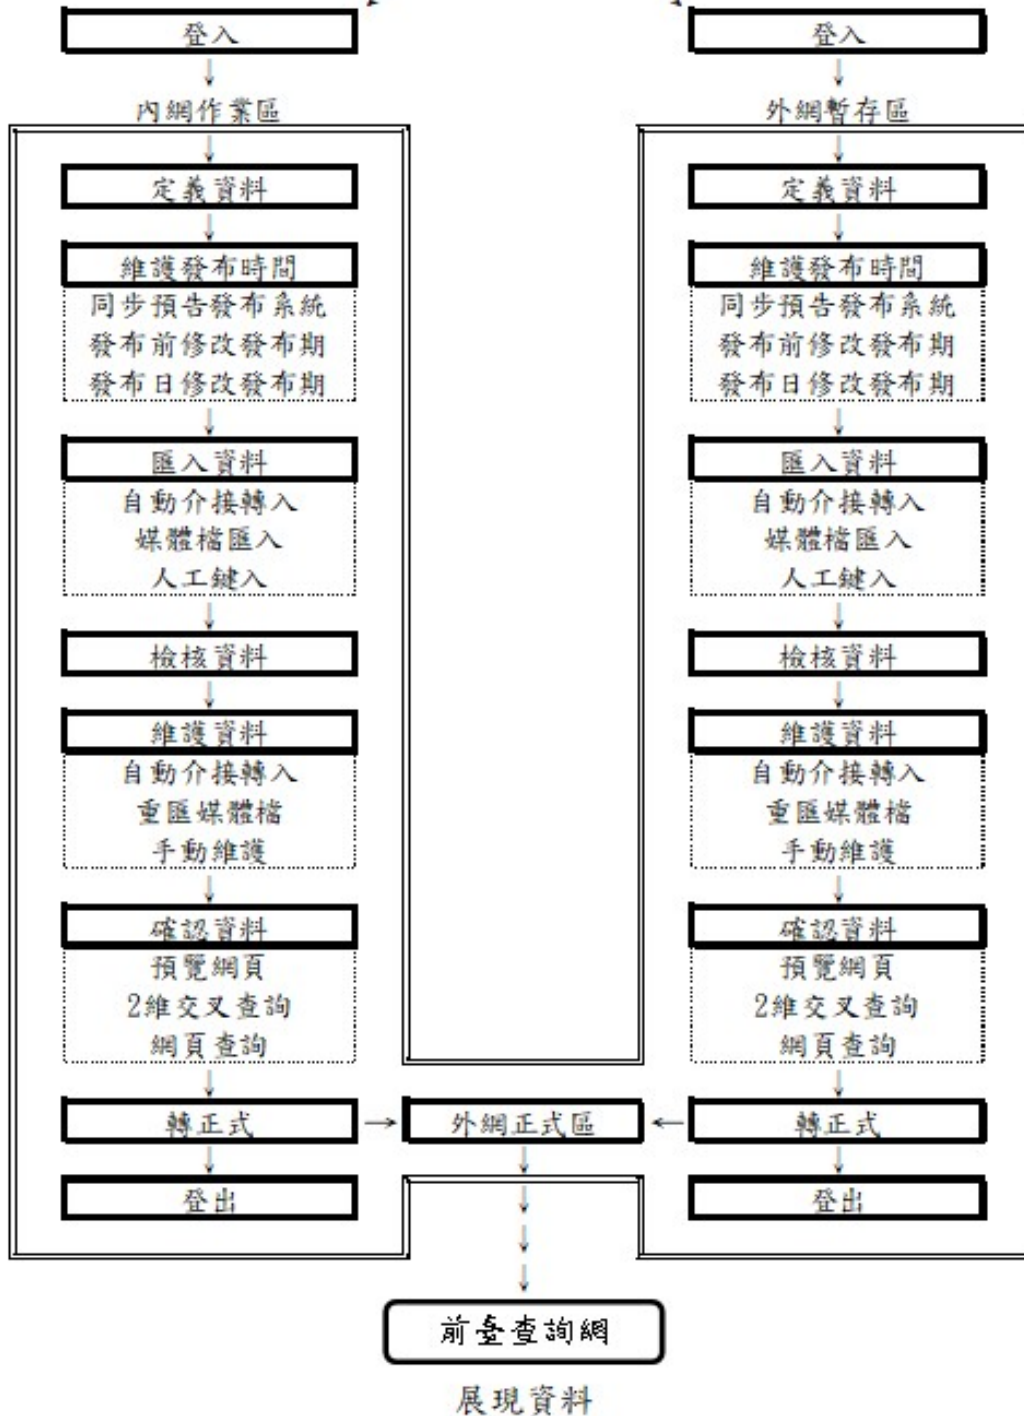 登入
內網作業區
定義資料
維護發布時間
同步預告發布系統
發布前修改發布期
發布日修改發布期
匯入資料
自動介接轉入
媒體檔匯入
人工鍵入
檢核資料
維護資料
自動介接轉入
重匯媒體檔
手動維護
確認資料
預覽網頁
2維交叉查詢
網頁查詢
轉正式
登出
登入
外網暫存區
定義資料
維護發布時間
同步預告發布系統
發布前修改發布期
發布日修改發布期
匯入資料
自動介接轉入
媒體檔匯入
人工鍵入
檢核資料
維護資料
自動介接轉入
重匯媒體檔
手動維護
確認資料
預覽網頁
2維交叉查詢
網頁查詢
轉正式
登出
外網正式區
前臺查詢網
展現資料